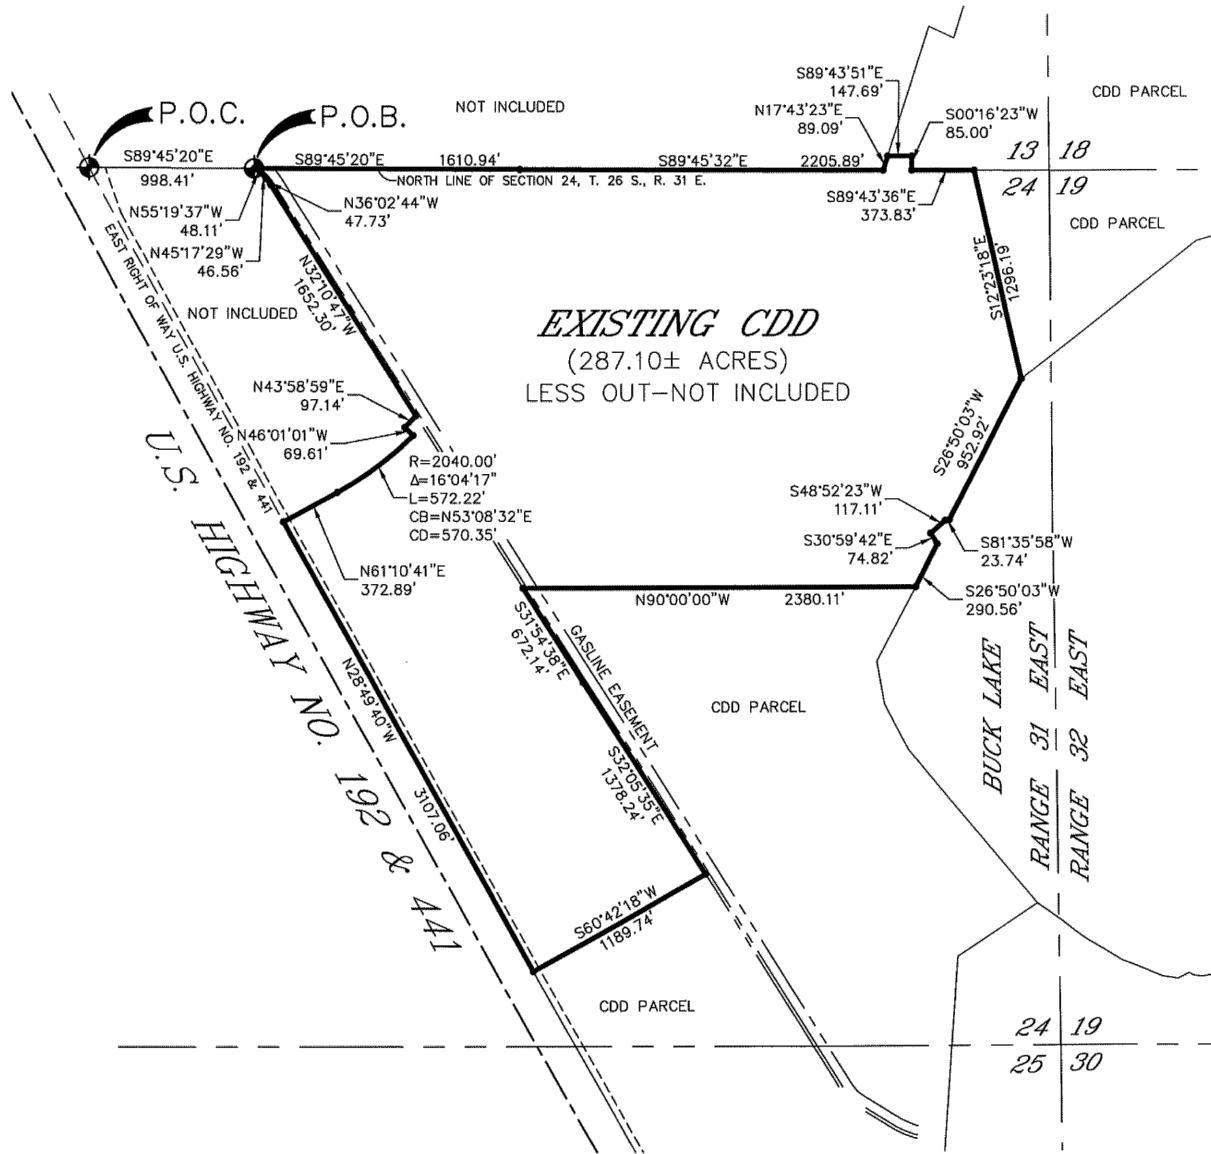 P.O.C.
P.O.B.
NOT INCLUDED
S89°43'51"E
147.69'
N17°43'23"E
89.09'
S00°16'23"W
85.00'
CDD PARCEL
13 18
24 19
S89°45'20"E
998.41'
S89°45'20"E 1610.94'
S89°45'32"E 2205.89'
NORTH LINE OF SECTION 24, T. 26 S., R. 31 E.
S89°43'36"E
373.83'
CDD PARCEL
N55°19'37"W
48.11'
N45°17'29"W
46.56'
N36°02'44"W
47.73'
EAST RIGHT OF WAY U.S. HIGHWAY NO. 192 & 441
NOT INCLUDED
N32°10'47"W
1652.30'
S12°23'18"E
1296.19'
EXISTING CDD
(287.10± ACRES)
LESS OUT-NOT INCLUDED
N43°58'59"E
97.14'
N46°01'01"W
69.61'
R=2040.00'
Δ=16°04'17"
L=572.22'
CB=N53°08'32"E
CD=570.35'
S26°50'03"W
952.92'
S48°52'23"W
117.11'
S30°59'42"E
74.82'
S81°35'58"W
23.74'
S26°50'03"W
290.56'
N61°10'41"E
372.89'
N90°00'00"W 2380.11'
U.S. HIGHWAY NO. 192 & 441
S31°54'38"E
672.14'
GASLINE EASEMENT
N28°49'40"W 3107.06'
CDD PARCEL
BUCK LAKE
RANGE 31 EAST
RANGE 32 EAST
S32°05'35"E
1378.24'
S60°42'18"W
1189.74'
CDD PARCEL
24 19
25 30